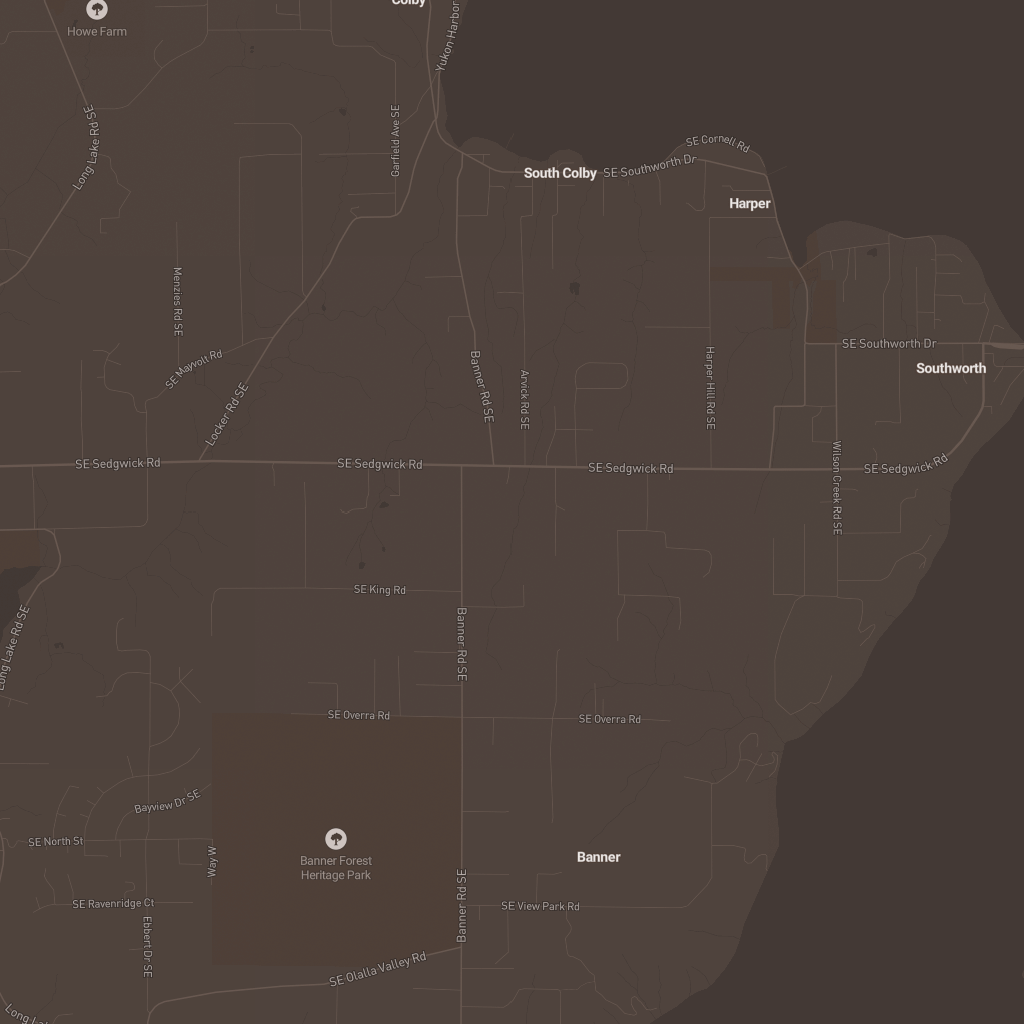 Colby
Howe Farm
Yukon Harbor
Long Lake Rd SE
Garfield Ave SE
SE Cornell Rd
South Colby
SE Southworth Dr
Harper
Menzies Rd SE
SE Mayvolt Rd
Locker Rd SE
Banner Rd SE
Arvick Rd SE
Harper Hill Rd SE
SE Southworth Dr
Southworth
SE Sedgwick Rd
SE Sedgwick Rd
SE Sedgwick Rd
SE Sedgwick Rd
Wilson Creek Rd SE
SE King Rd
Long Lake Rd SE
Banner Rd SE
SE Overra Rd
SE Overra Rd
Bayview Dr SE
SE North St
Way W
Banner Forest
Heritage Park
Banner
SE Ravenridge Ct
Banner Rd SE
SE View Park Rd
Ebbert Dr SE
SE Olalla Valley Rd
Long